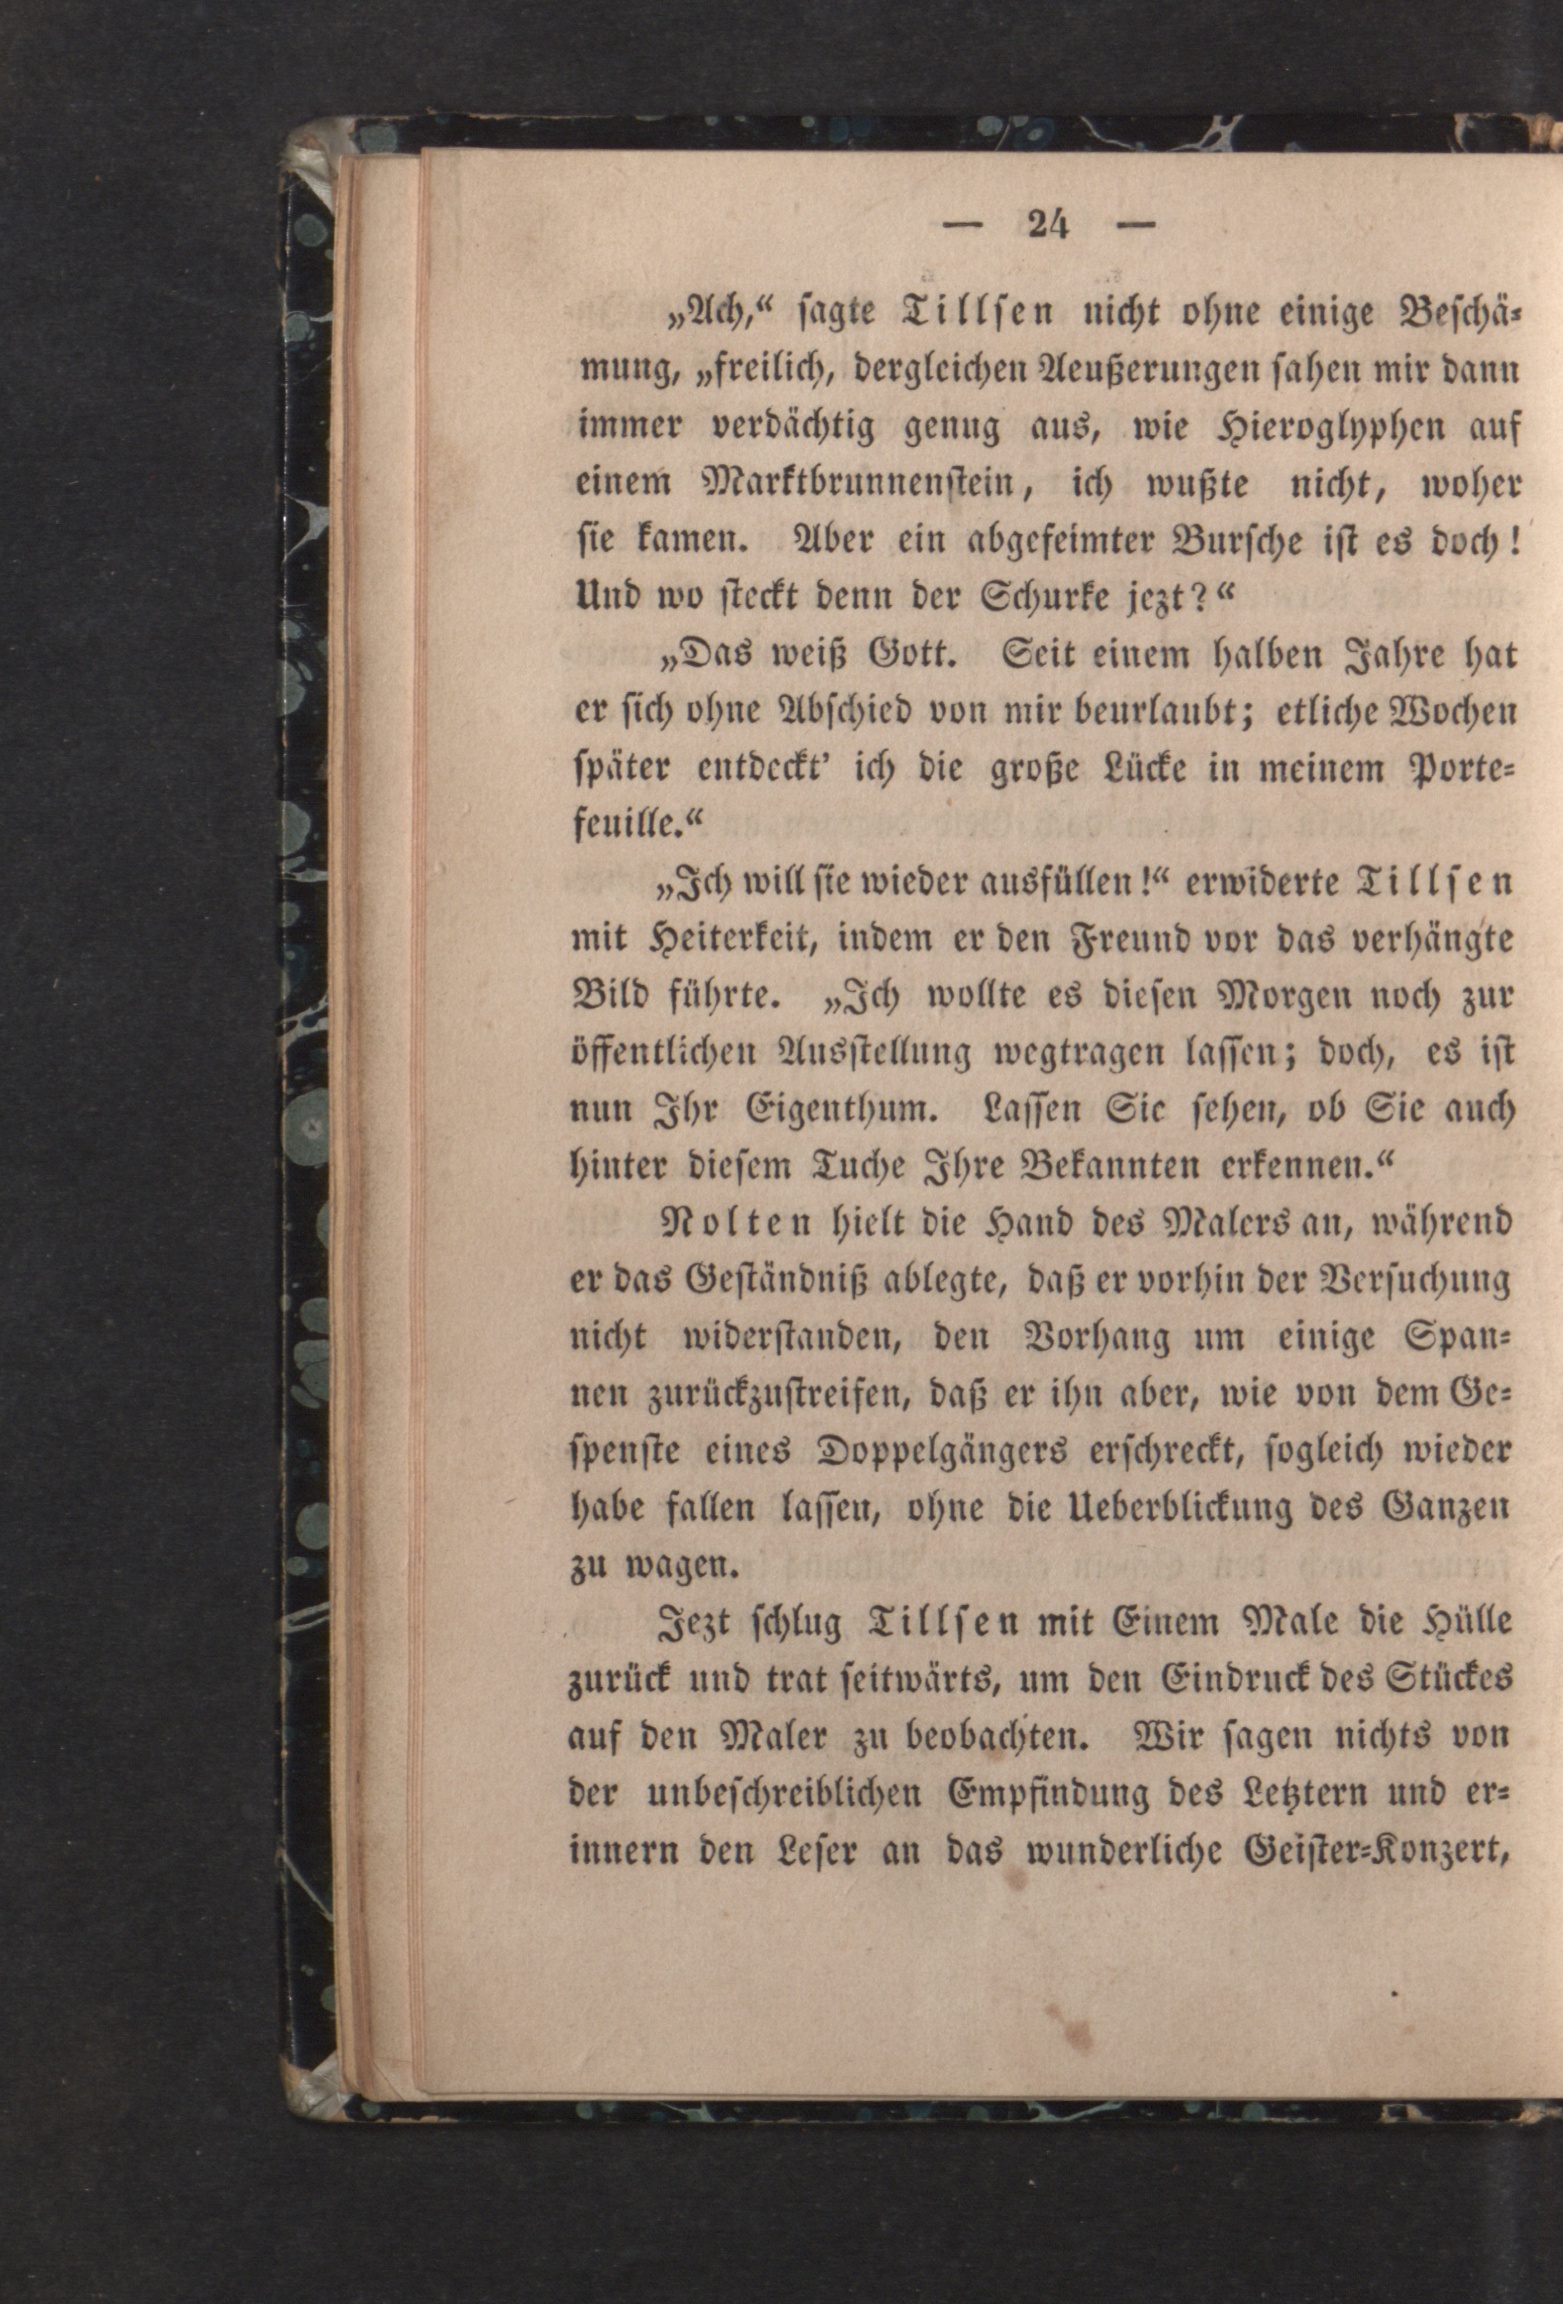 — 24 —
„Ach,“ ſagte Tillſen nicht ohne einige Beſchä⸗
mung, „freilich, dergleichen Aeußerungen ſahen mir dann
immer verdächtig genug aus, wie Hieroglyphen auf
einem Marktbrunnenſtein, ich wußte nicht, woher
ſie kamen. Aber ein abgefeimter Burſche iſt es doch!
Und wo ſteckt denn der Schurke jezt?“
„Das weiß Gott. Seit einem halben Jahre hat
er ſich ohne Abſchied von mir beurlaubt; etliche Wochen
ſpäter entdeckt’ ich die große Lücke in meinem Porte⸗
feuille.“
„Ich will ſie wieder ausfüllen!“ erwiderte Tillſen
mit Heiterkeit, indem er den Freund vor das verhängte
Bild führte. „Ich wollte es dieſen Morgen noch zur
öffentlichen Ausſtellung wegtragen laſſen; doch, es iſt
nun Ihr Eigenthum. Laſſen Sie ſehen, ob Sie auch
hinter dieſem Tuche Ihre Bekannten erkennen.“
Nolten hielt die Hand des Malers an, während
er das Geſtändniß ablegte, daß er vorhin der Verſuchung
nicht widerſtanden, den Vorhang um einige Span⸗
nen zurückzuſtreifen, daß er ihn aber, wie von dem Ge⸗
ſpenſte eines Doppelgängers erſchreckt, ſogleich wieder
habe fallen laſſen, ohne die Ueberblickung des Ganzen
zu wagen.
Jezt ſchlug Tillſen mit Einem Male die Hülle
zurück und trat ſeitwärts, um den Eindruck des Stückes
auf den Maler zu beobachten. Wir ſagen nichts von
der unbeſchreiblichen Empfindung des Letztern und er⸗
innern den Leſer an das wunderliche Geiſter⸗Konzert,